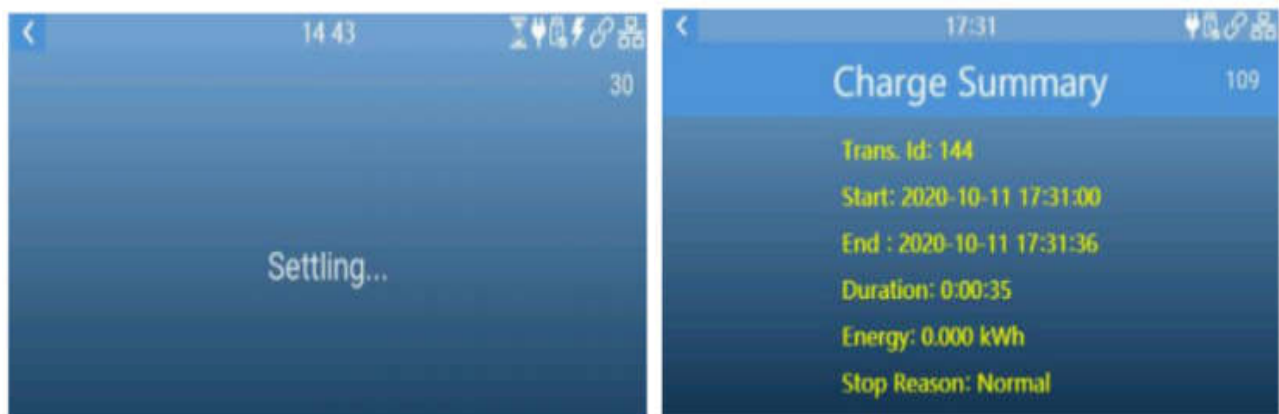 14 43
30
Settling...
17:31
Charge Summary
109
Trans. Id: 144
Start: 2020-10-11 17:31:00
End : 2020-10-11 17:31:36
Duration: 0:00:35
Energy: 0.000 kWh
Stop Reason: Normal